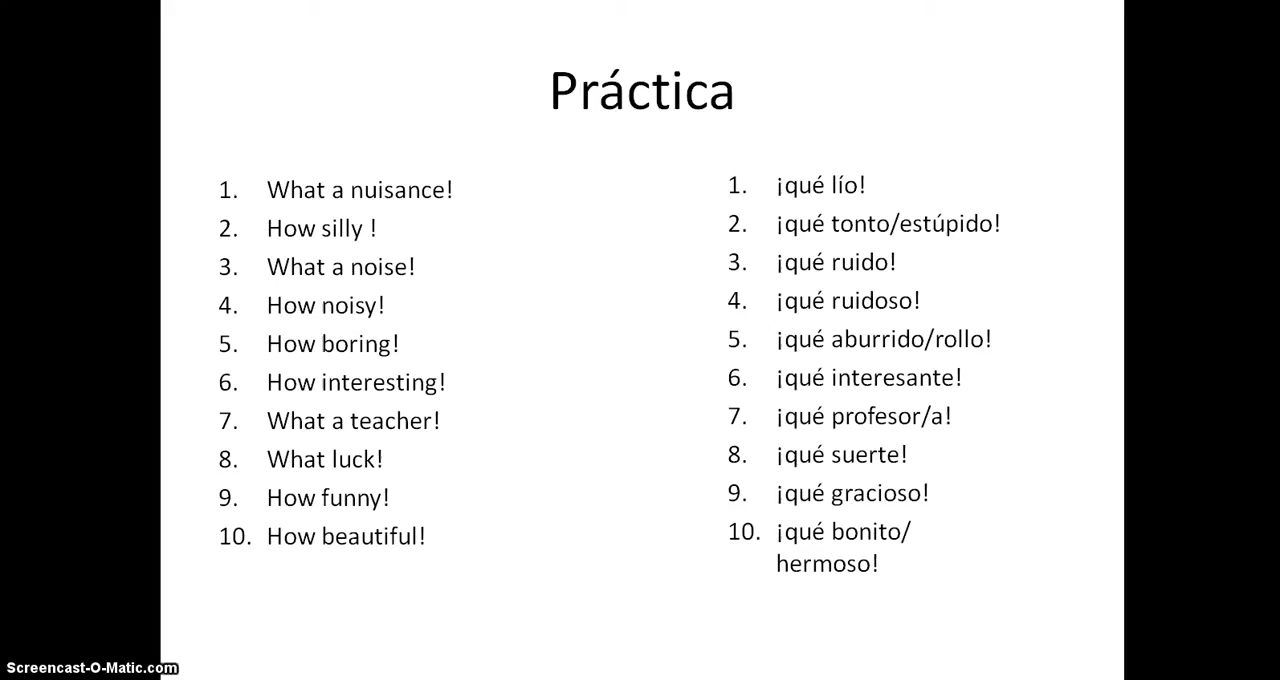 Práctica
1. What a nuisance!
2. How silly !
3. What a noise!
4. How noisy!
5. How boring!
6. How interesting!
7. What a teacher!
8. What luck!
9. How funny!
10. How beautiful!
1. ¡qué lío!
2. ¡qué tonto/estúpido!
3. ¡qué ruido!
4. ¡qué ruidoso!
5. ¡qué aburrido/rollo!
6. ¡qué interesante!
7. ¡qué profesor/a!
8. ¡qué suerte!
9. ¡qué gracioso!
10. ¡qué bonito/
hermoso!
Screencast-O-Matic.com